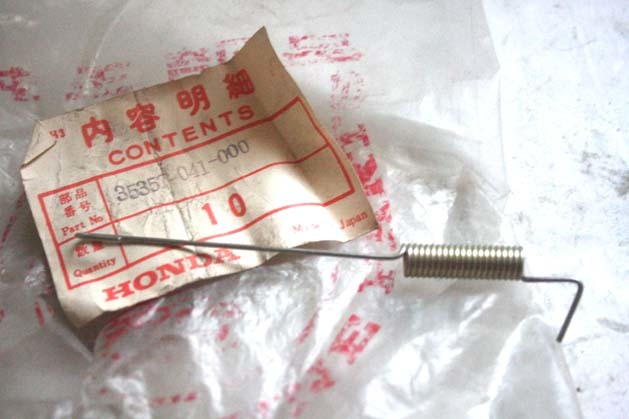 内容明細
CONTENTS
部品
番号
Part No
35357-041-000
数量
Quantity
10
Made Japan
HONDA